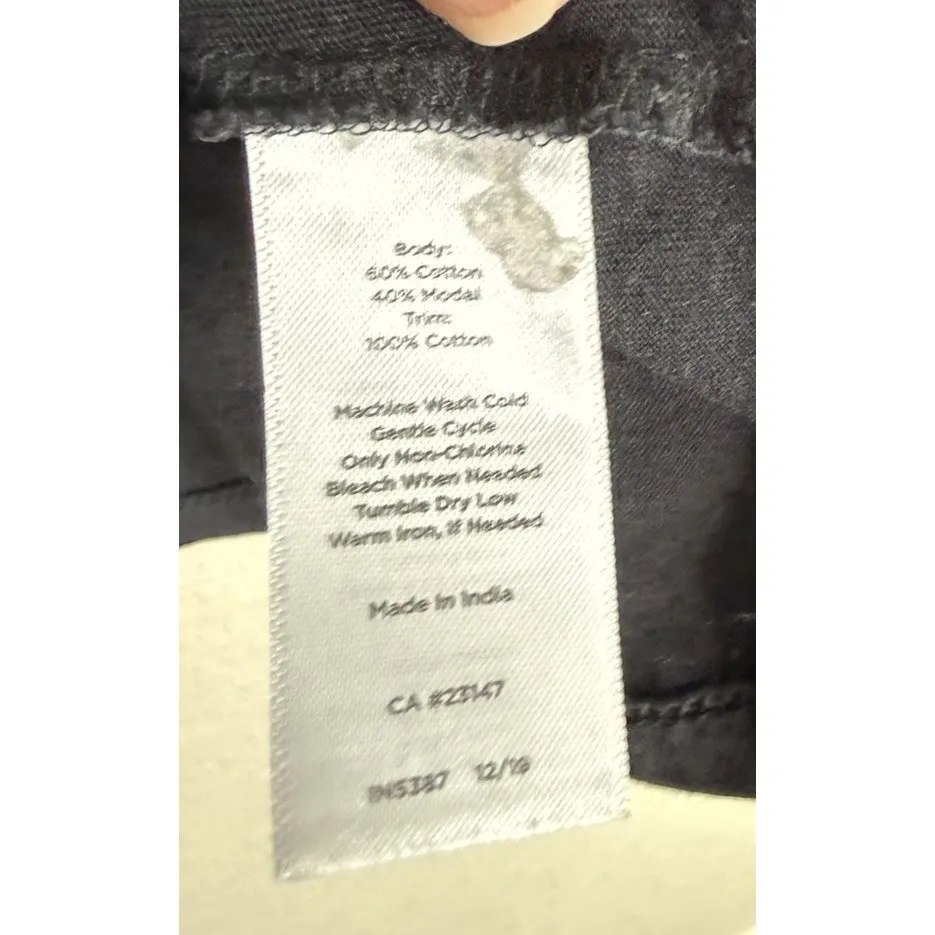 Body:
60% Cotton
40% Modal
Trim:
100% Cotton
Machine Wash Cold
Gentle Cycle
Only Non-Chlorine
Bleach When Needed
Tumble Dry Low
Warm Iron, If Needed
Made In India
CA #23147
IN5387 12/19